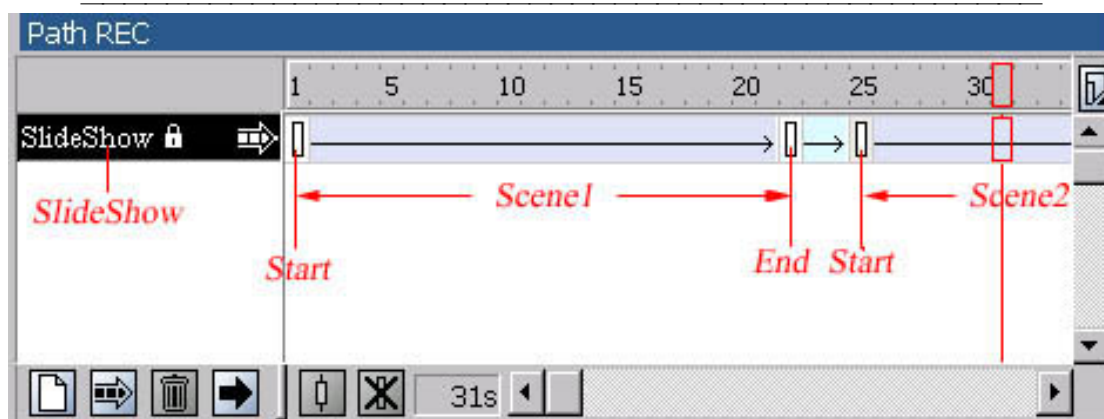 Path REC
1 5 10 15 20 25 30
SlideShow
SlideShow
Scene1
Scene2
Start
End
Start
31s